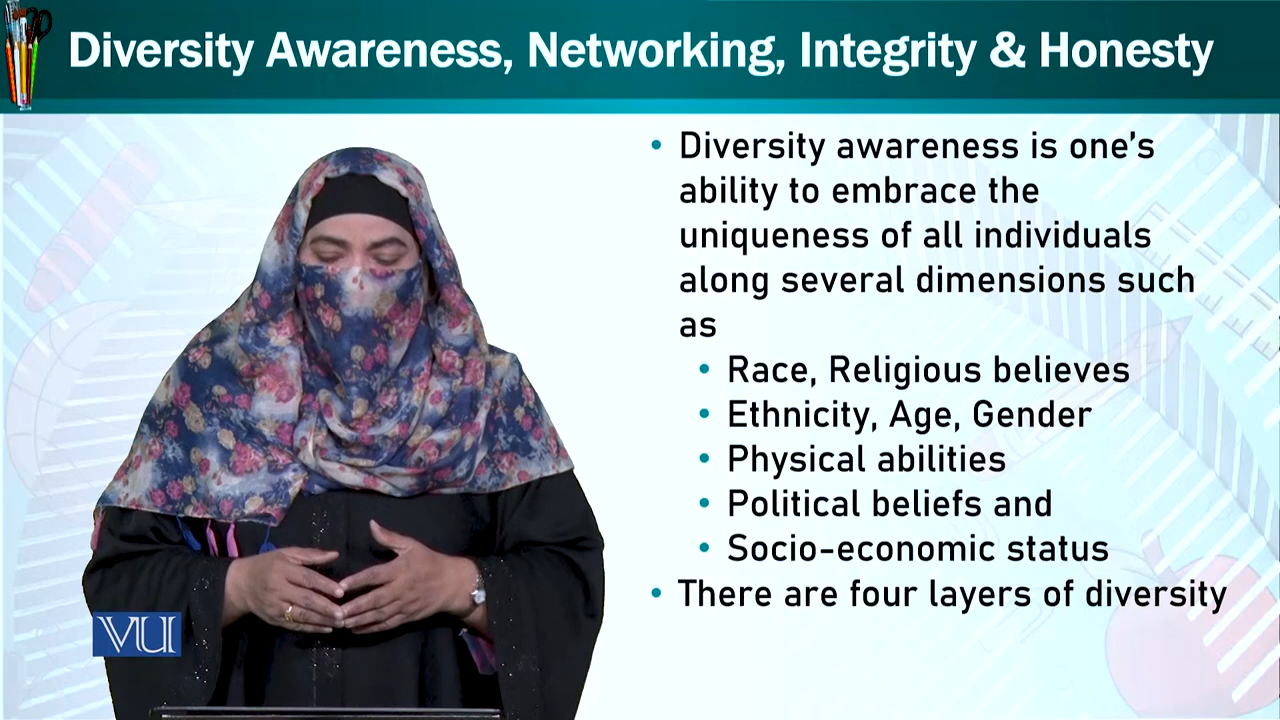 Diversity Awareness, Networking, Integrity & Honesty
• Diversity awareness is one's
ability to embrace the
uniqueness of all individuals
along several dimensions such
as
• Race, Religious believes
• Ethnicity, Age, Gender
• Physical abilities
• Political beliefs and
• Socio-economic status
• There are four layers of diversity
VU